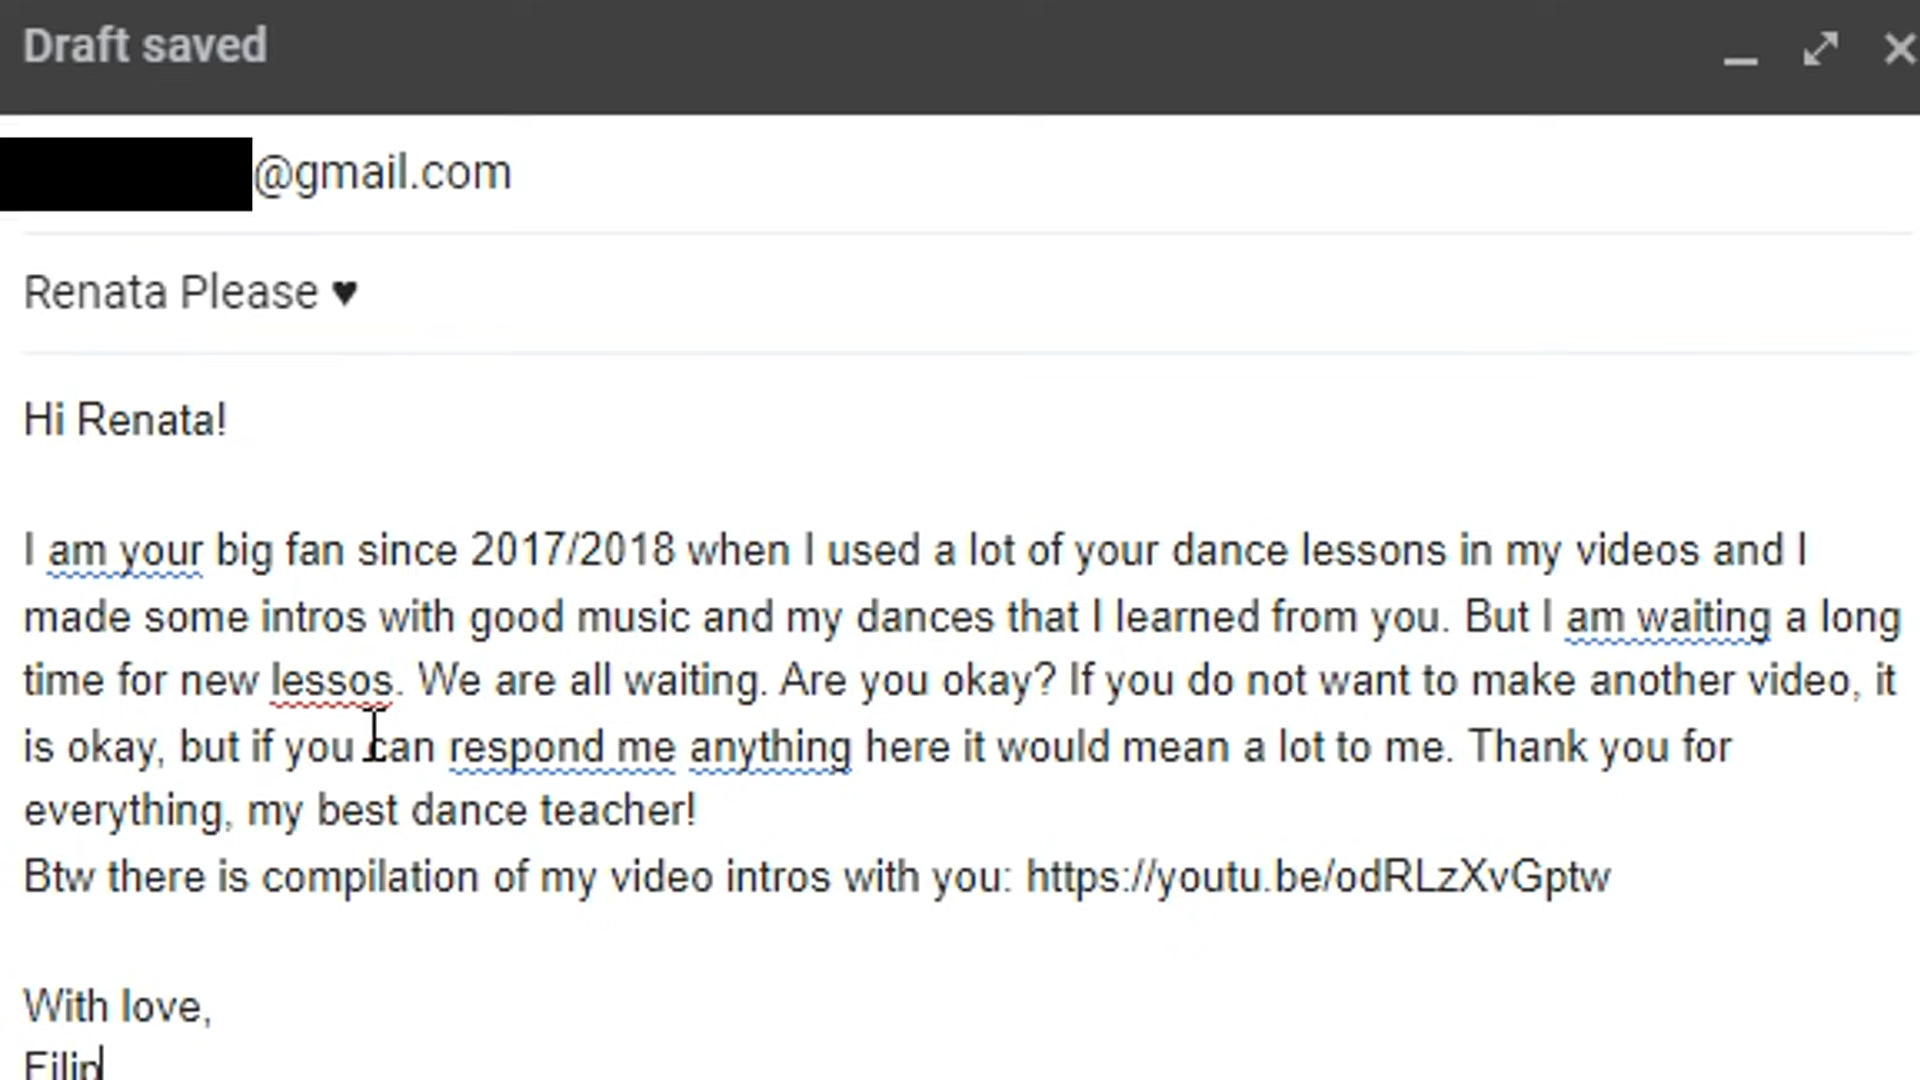 Draft saved
@gmail.com
Renata Please ♥
Hi Renata!
I am your big fan since 2017/2018 when I used a lot of your dance lessons in my videos and I
made some intros with good music and my dances that I learned from you. But I am waiting a long
time for new lessos. We are all waiting. Are you okay? If you do not want to make another video, it
is okay, but if you can respond me anything here it would mean a lot to me. Thank you for
everything, my best dance teacher!
Btw there is compilation of my video intros with you: https://youtu.be/odRLzXvGptw
With love,
Filip